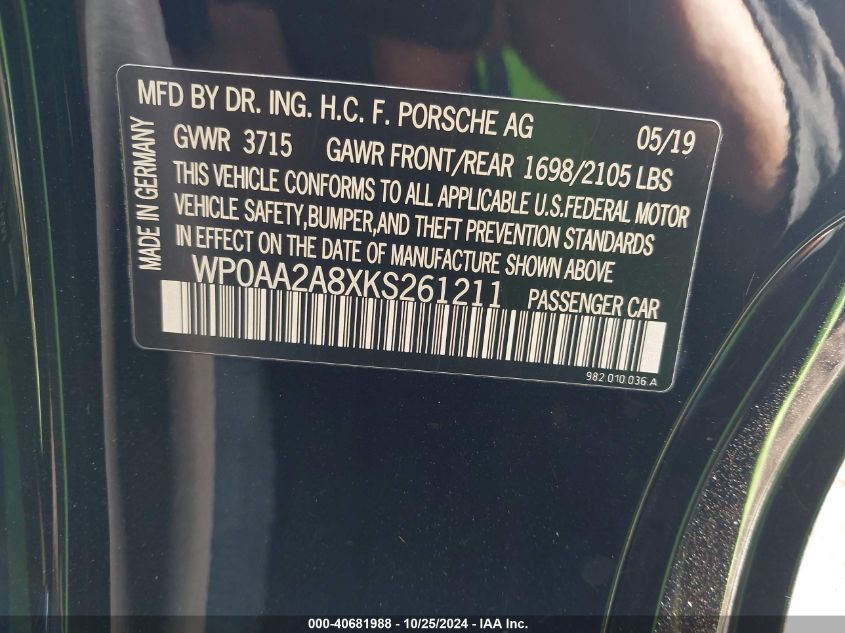 MFD BY DR. ING. H.C. F. PORSCHE AG 05/19
MADE IN GERMANY
GVWR 3715 GAWR FRONT/REAR 1698/2105 LBS
THIS VEHICLE CONFORMS TO ALL APPLICABLE U.S.FEDERAL MOTOR
VEHICLE SAFETY,BUMPER,AND THEFT PREVENTION STANDARDS
IN EFFECT ON THE DATE OF MANUFACTURE SHOWN ABOVE
WP0AA2A8XKS261211 PASSENGER CAR
982 010 036 A
000-40681988 - 10/25/2024 - IAA Inc.